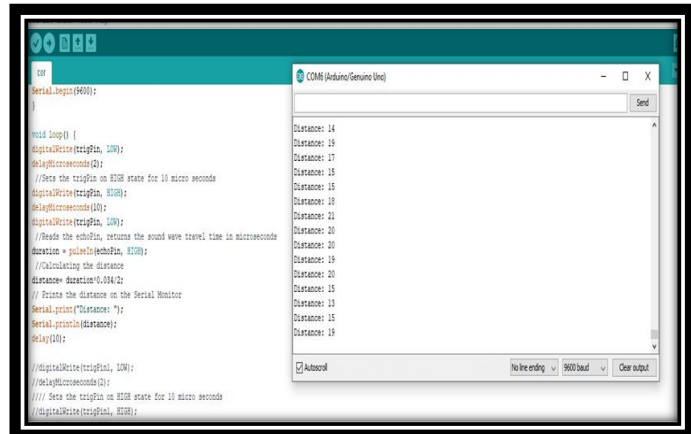 cor
Serial.begin(9600);
}
void loop() {
digitalWrite(trigPin, LOW);
delayMicroseconds(2);
//Sets the trigPin on HIGH state for 10 micro seconds
digitalWrite(trigPin, HIGH);
delayMicroseconds(10);
digitalWrite(trigPin, LOW);
//Reads the echoPin, returns the sound wave travel time in microseconds
duration = pulseIn(echoPin, HIGH);
//Calculating the distance
distance= duration*0.034/2;
// Prints the distance on the Serial Monitor
Serial.print("Distance: ");
Serial.println(distance);
delay(10);
//digitalWrite(trigPin1, LOW);
//delayMicroseconds(2);
//// Sets the trigPin on HIGH state for 10 micro seconds
//digitalWrite(trigPin1, HIGH);
COM6 (Arduino/Genuino Uno)
Send
Distance: 14
Distance: 19
Distance: 17
Distance: 15
Distance: 15
Distance: 18
Distance: 21
Distance: 20
Distance: 20
Distance: 19
Distance: 20
Distance: 15
Distance: 13
Distance: 15
Distance: 19
Autoscroll
No line ending
9600 baud
Clear output